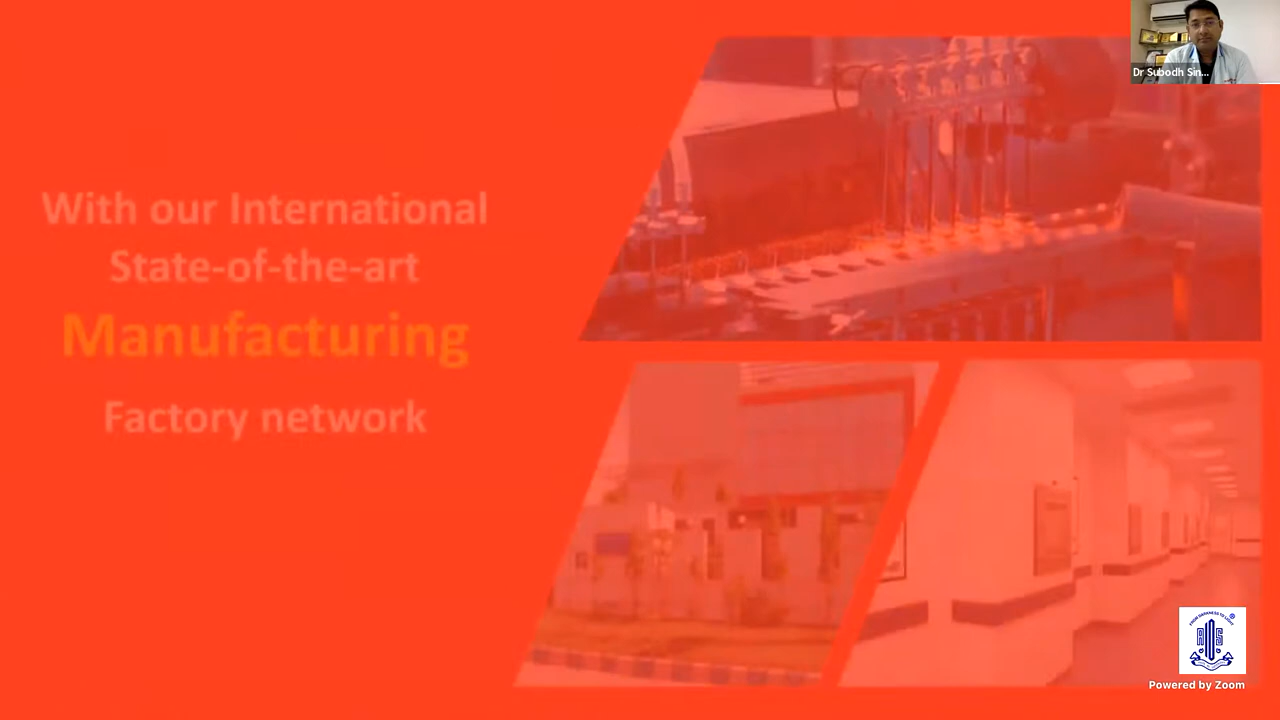 Dr Subodh Sin...
With our International
State-of-the-art
Manufacturing
Factory network
Powered by Zoom